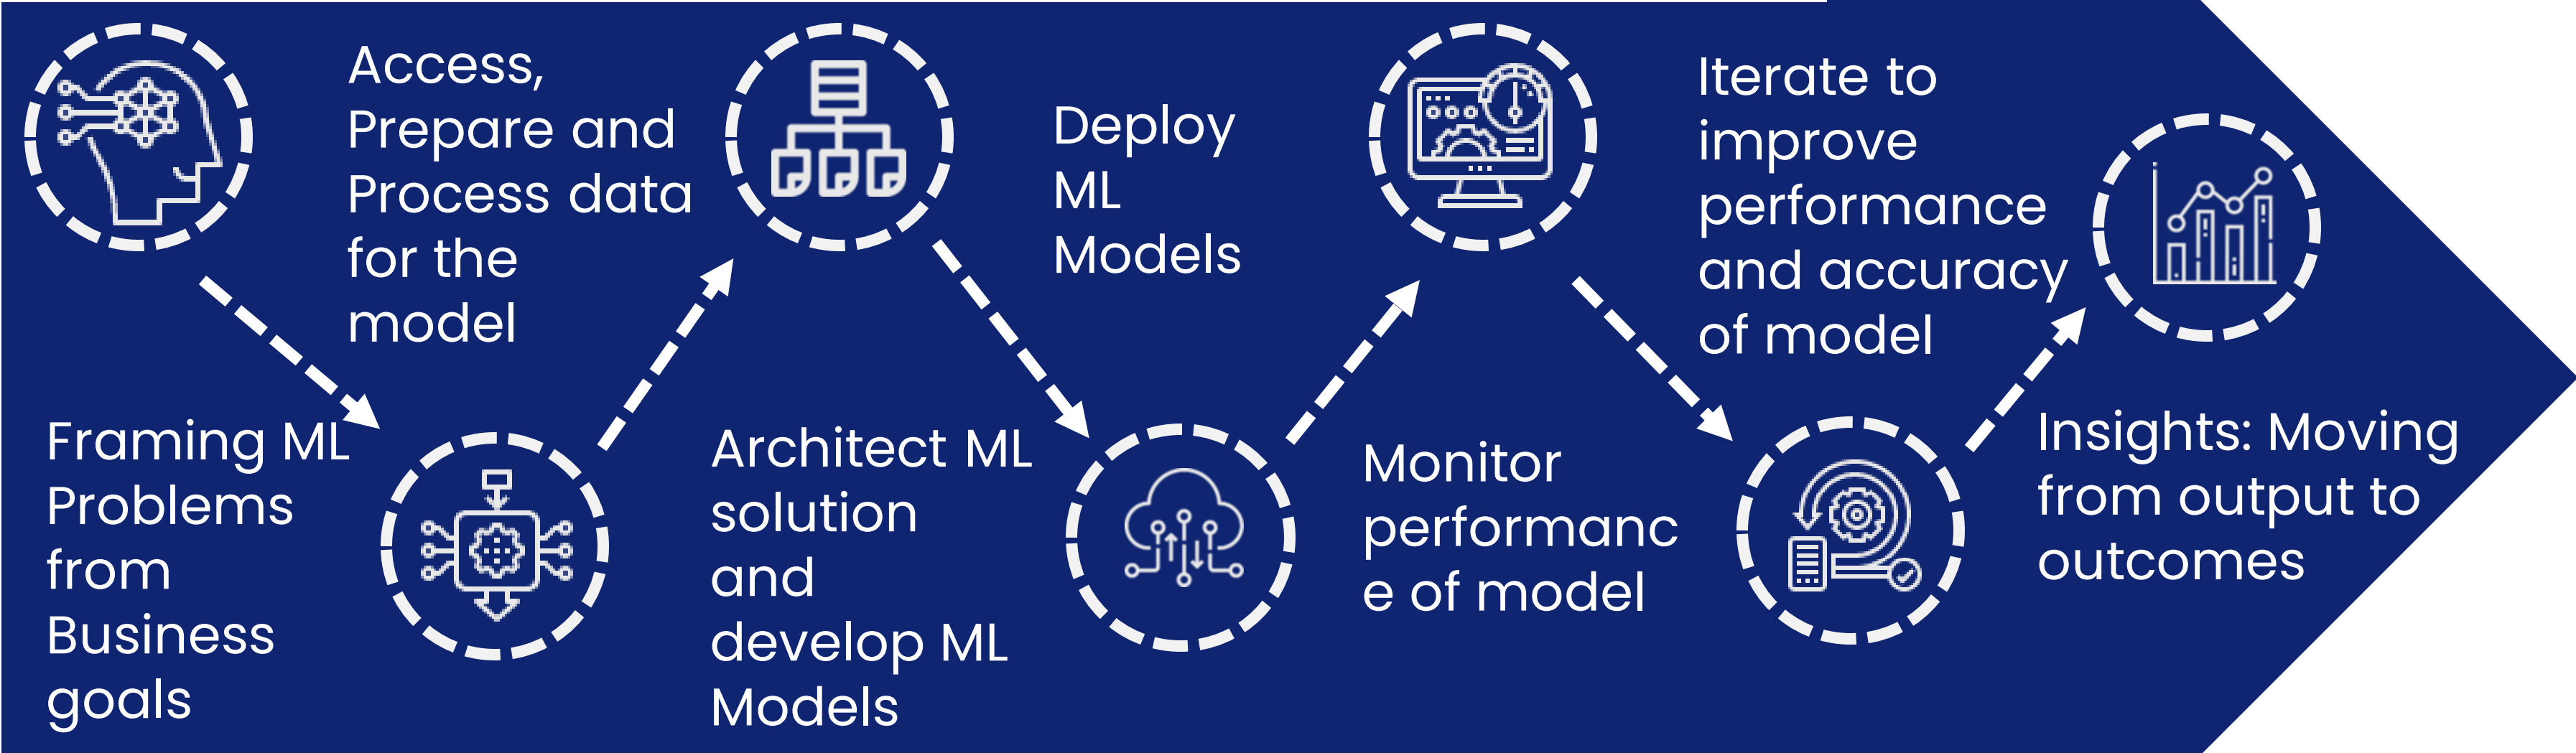 Framing ML
Problems
from
Business
goals
Access,
Prepare and
Process data
for the
model
Architect ML
solution
and
develop ML
Models
Deploy
ML
Models
Monitor
performanc
e of model
Iterate to
improve
performance
and accuracy
of model
Insights: Moving
from output to
outcomes